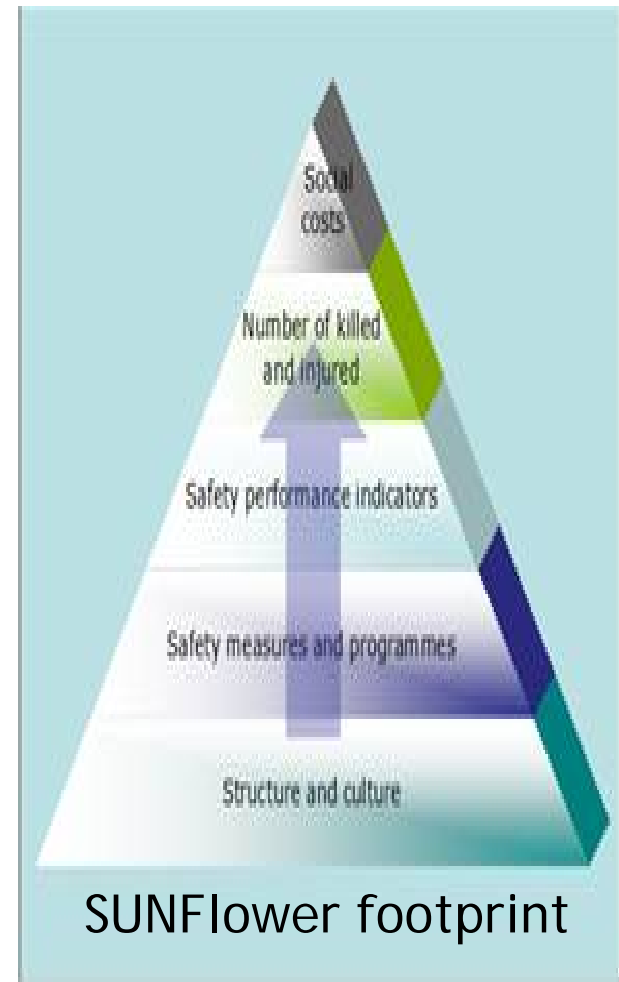 Social
costs
Number of killed
and injured
Safety performance indicators
Safety measures and programmes
Structure and culture
SUNFlower footprint